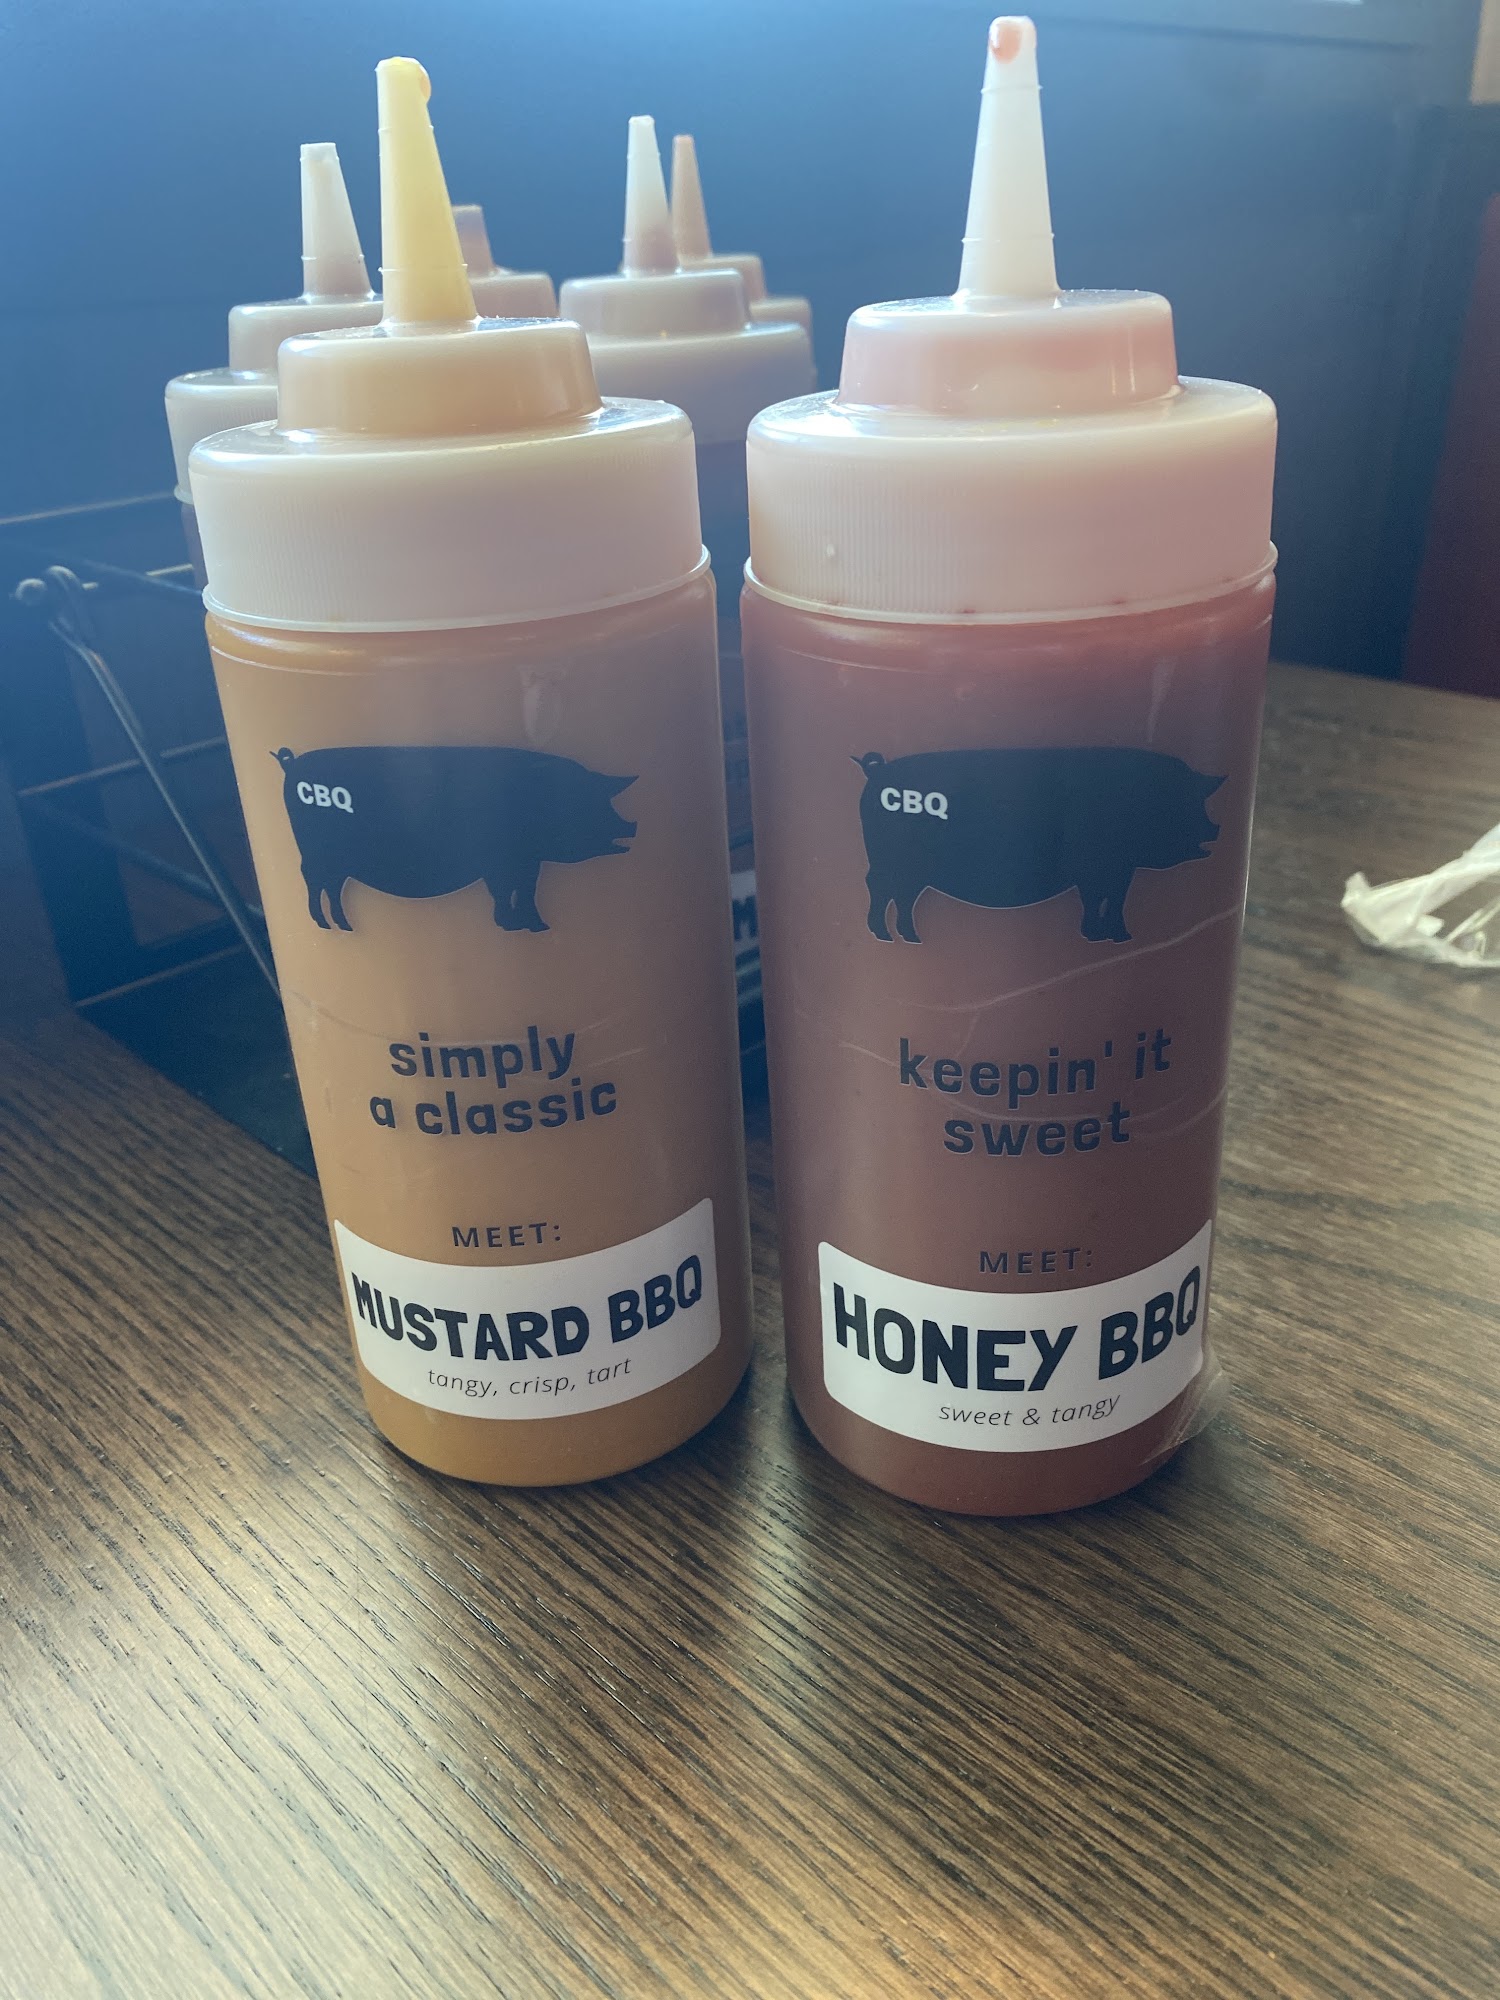 CBQ
simply
a classic
MEET:
MUSTARD BBQ
tangy, crisp, tart
CBQ
keepin' it
sweet
MEET:
HONEY BBQ
sweet & tangy